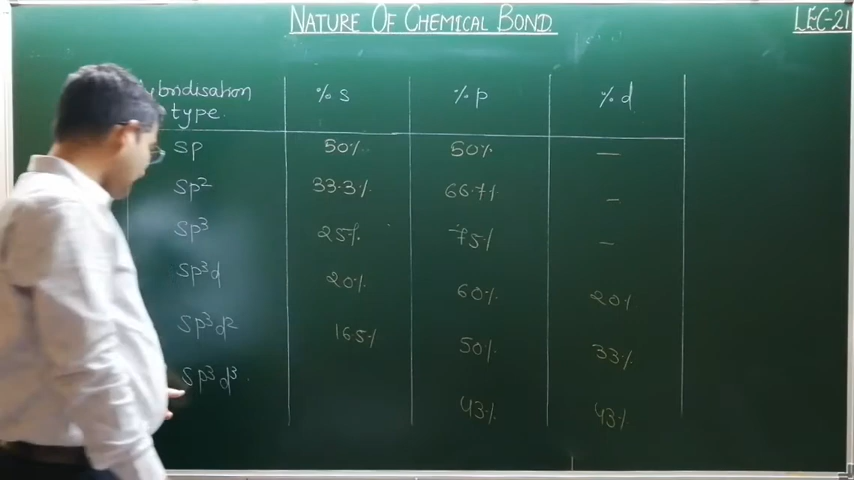 NATURE OF CHEMICAL BOND
LEC-21
ybridisation type % s % p % d
sp 50% 50% —
sp² 33.3% 66.7% -
sp³ 25% 75% —
sp³d 20% 60% 20%
sp³d² 16.5% 50% 33%
sp³d³ 43% 43%